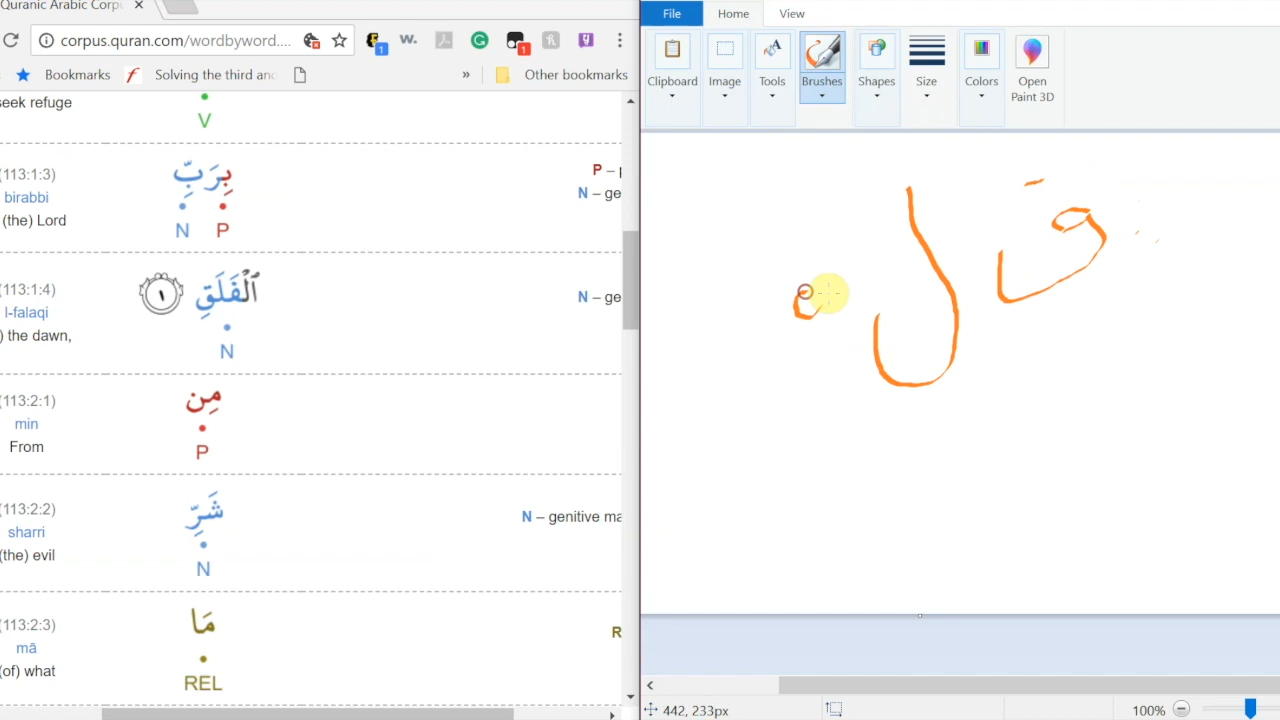 Quranic Arabic Corpu ×
corpus.quran.com/wordbyword....
Bookmarks Solving the third and » Other bookmarks
seek refuge
V
(113:1:3)
birabbi
(the) Lord
بِرَبِّ
N P
P –
N – ge
(113:1:4)
l-falaqi
) the dawn,
ٱلْفَلَقِ ١
N
N – ge
(113:2:1)
min
From
مِن
P
(113:2:2)
sharri
(the) evil
شَرِّ
N
N – genitive ma
(113:2:3)
mā
(of) what
مَا
REL
R
File Home View
Clipboard Image Tools Brushes Shapes Size Colors Open Paint 3D
ل
442, 233px
100%